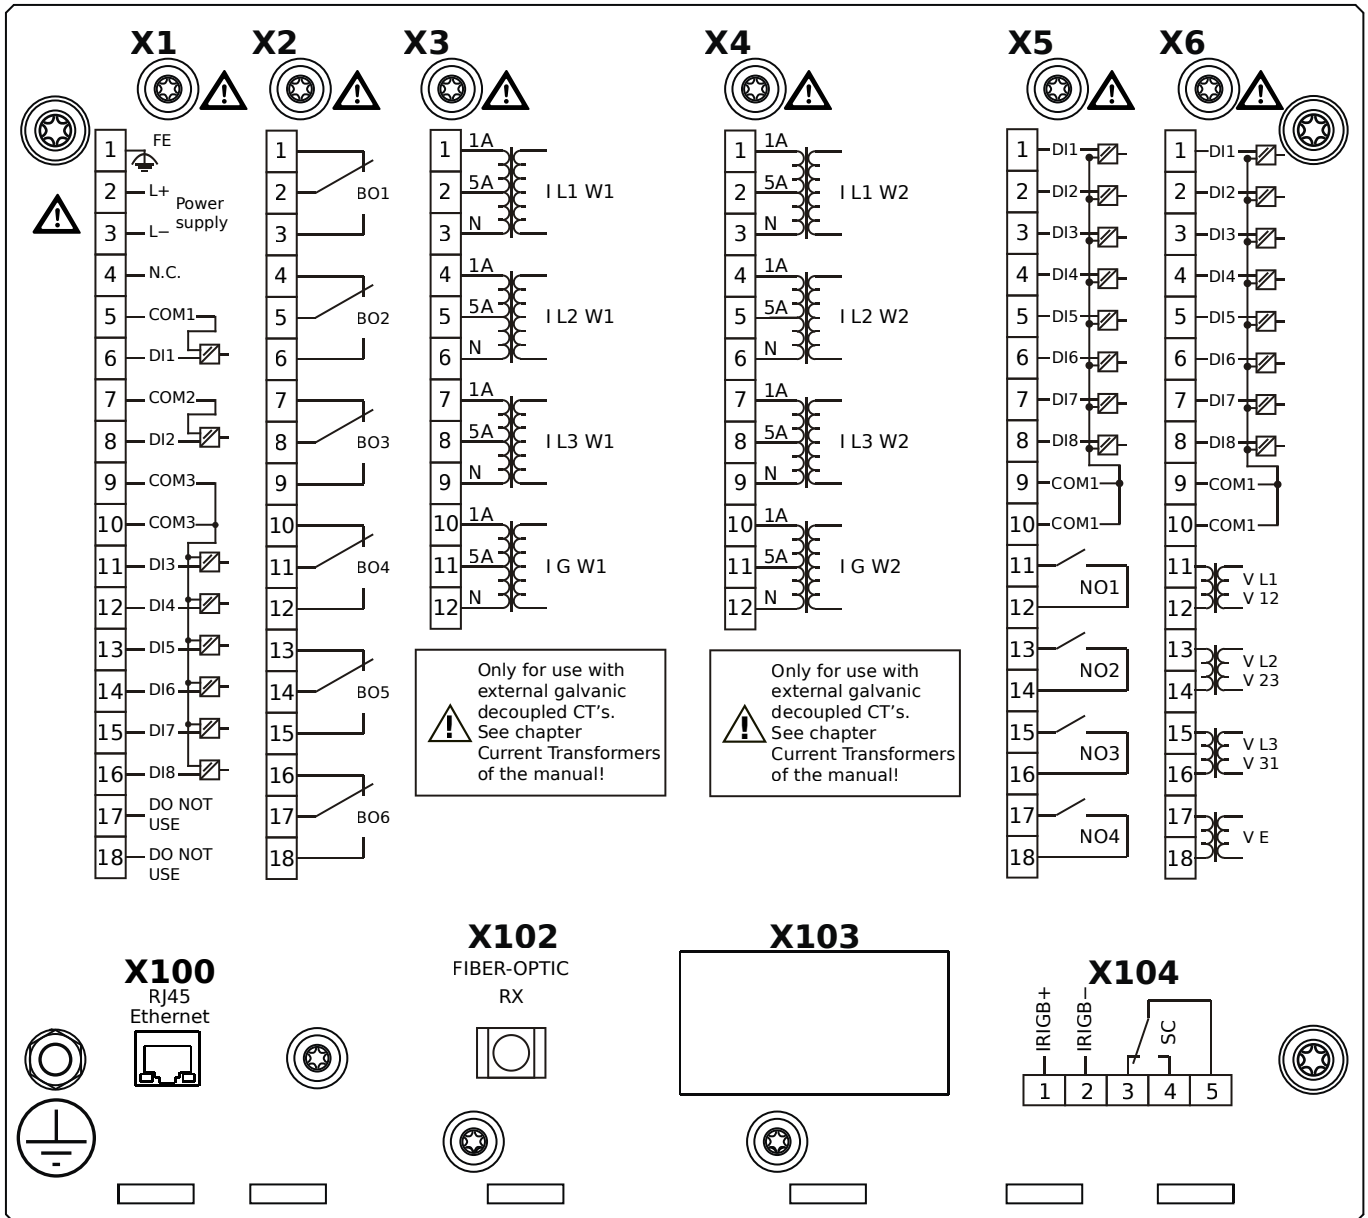 X1
X2
X3
X4
X5
X6
1
FE
2
L+
Power
supply
3
L−
4
N.C.
5
COM1
6
DI1
7
COM2
8
DI2
9
COM3
10
COM3
11
DI3
12
DI4
13
DI5
14
DI6
15
DI7
16
DI8
17
DO NOT
USE
18
DO NOT
USE
1
2
BO1
3
4
5
BO2
6
7
8
BO3
9
10
11
BO4
12
13
14
BO5
15
16
17
BO6
18
1
1A
2
5A
I L1 W1
3
N
4
1A
5
5A
I L2 W1
6
N
7
1A
8
5A
I L3 W1
9
N
10
1A
11
5A
I G W1
12
N
Only for use with
external galvanic
decoupled CT's.
See chapter
Current Transformers
of the manual!
1
1A
2
5A
I L1 W2
3
N
4
1A
5
5A
I L2 W2
6
N
7
1A
8
5A
I L3 W2
9
N
10
1A
11
5A
I G W2
12
N
Only for use with
external galvanic
decoupled CT's.
See chapter
Current Transformers
of the manual!
1
DI1
2
DI2
3
DI3
4
DI4
5
DI5
6
DI6
7
DI7
8
DI8
9
COM1
10
COM1
11
NO1
12
13
NO2
14
15
NO3
16
17
NO4
18
1
DI1
2
DI2
3
DI3
4
DI4
5
DI5
6
DI6
7
DI7
8
DI8
9
COM1
10
COM1
11
V L1
V 12
12
13
V L2
V 23
14
15
V L3
V 31
16
17
V E
18
X100
RJ45
Ethernet
X102
FIBER-OPTIC
RX
X103
X104
IRIGB+
IRIGB−
SC
1 2 3 4 5